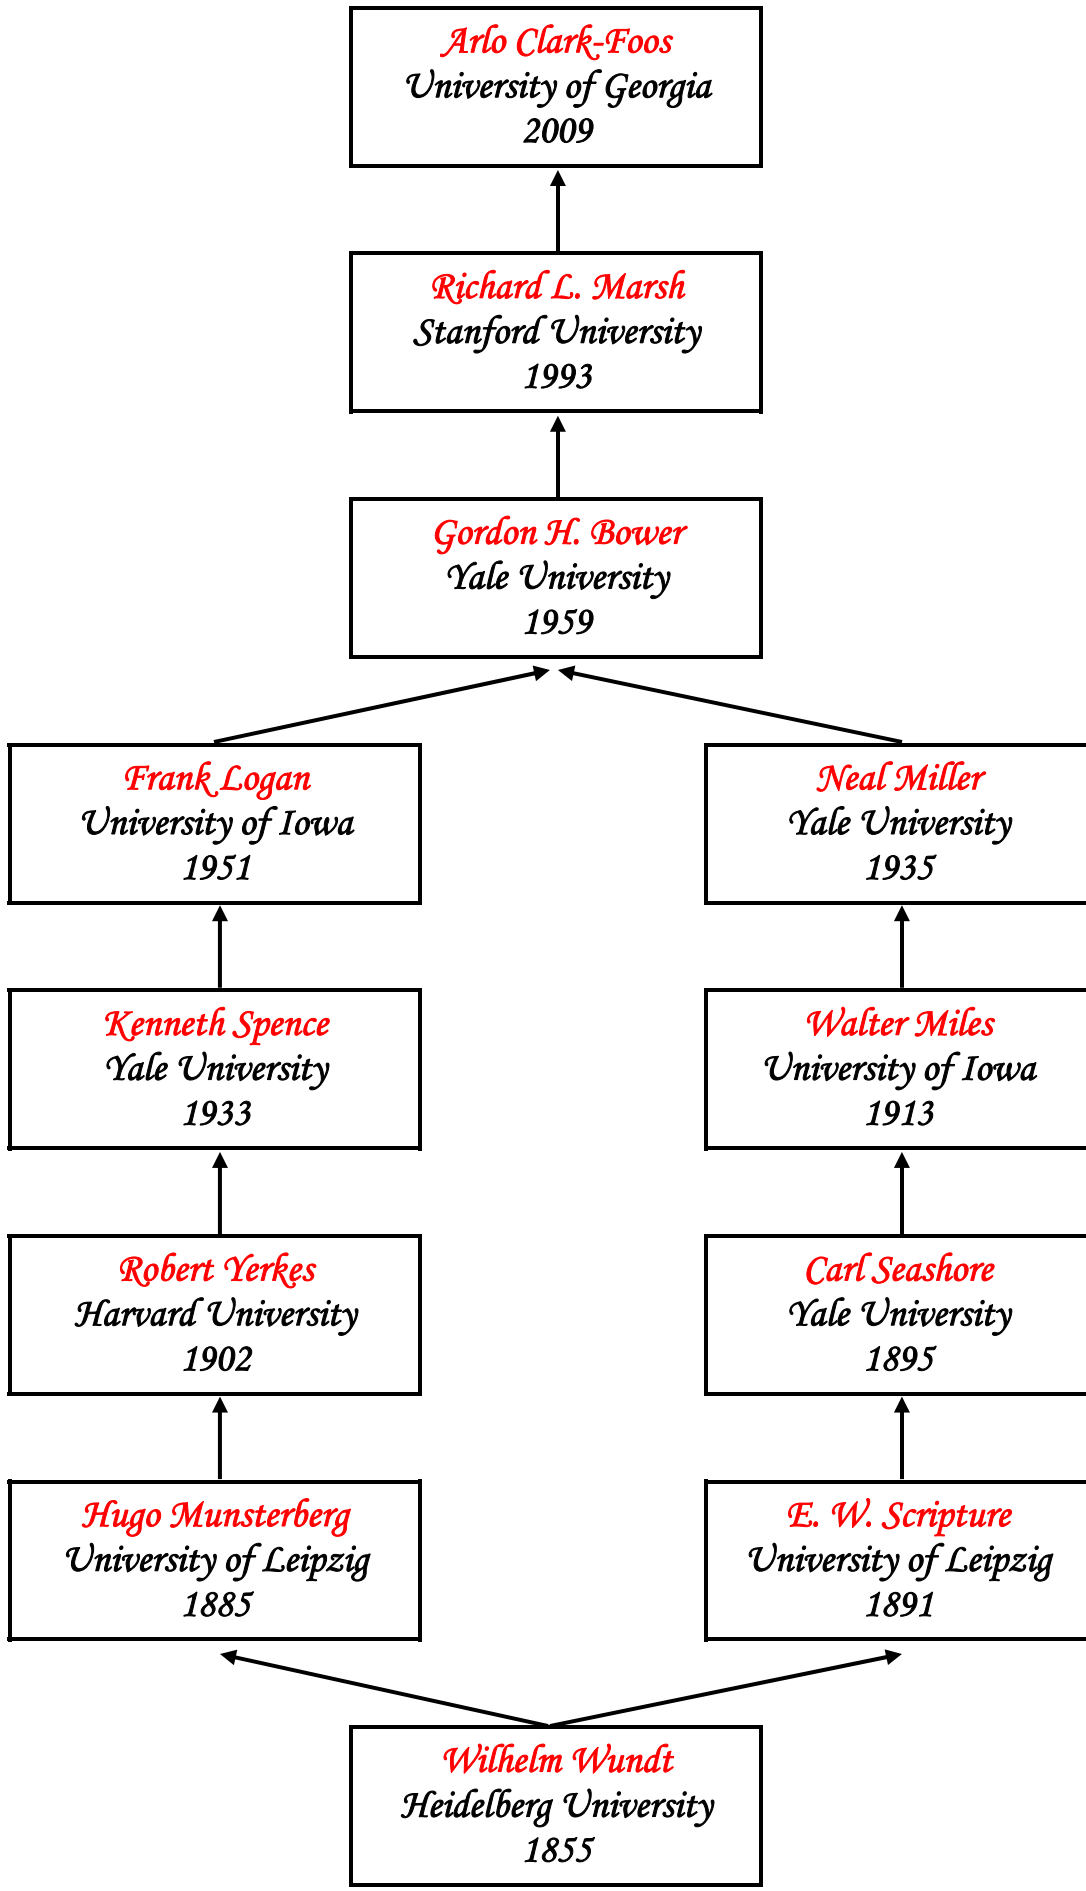 Arlo Clark-Foos
University of Georgia
2009
Richard L. Marsh
Stanford University
1993
Gordon H. Bower
Yale University
1959
Frank Logan
University of Iowa
1951
Neal Miller
Yale University
1935
Kenneth Spence
Yale University
1933
Walter Miles
University of Iowa
1913
Robert Yerkes
Harvard University
1902
Carl Seashore
Yale University
1895
Hugo Munsterberg
University of Leipzig
1885
E. W. Scripture
University of Leipzig
1891
Wilhelm Wundt
Heidelberg University
1855